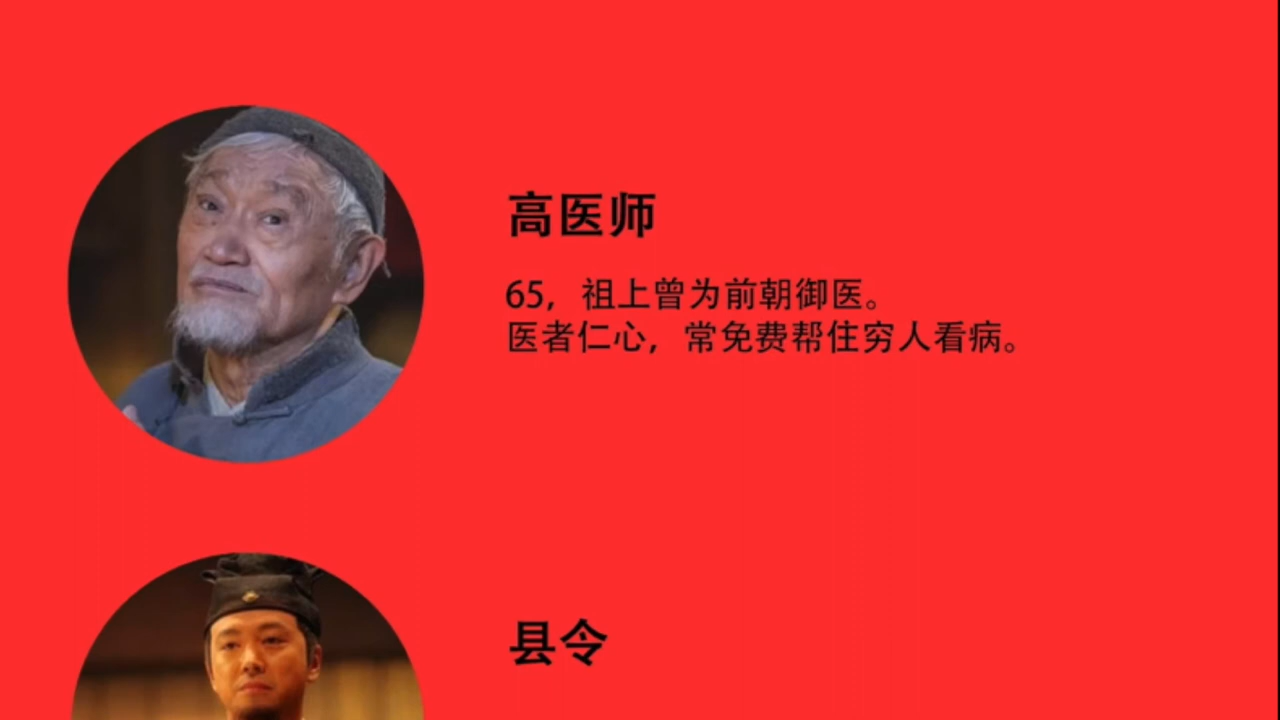 高医师
65，祖上曾为前朝御医。
医者仁心，常免费帮住穷人看病。
县令